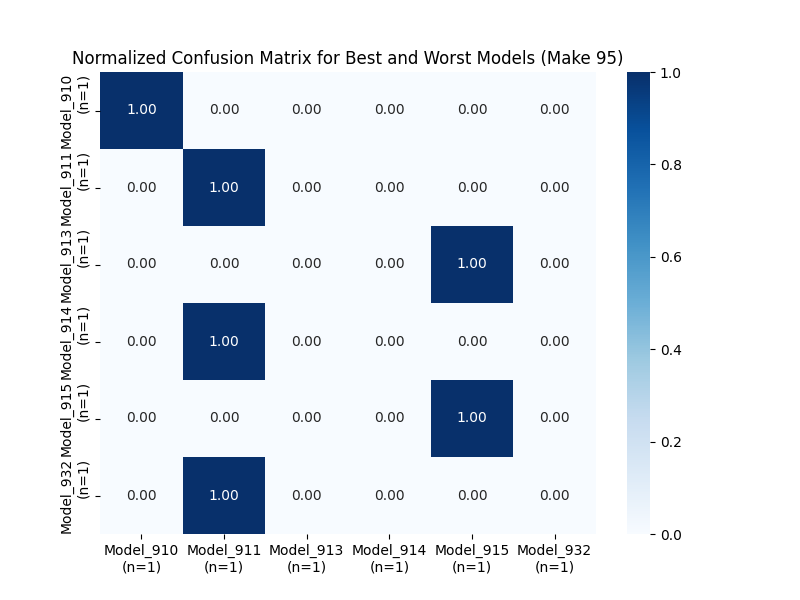 Normalized Confusion Matrix for Best and Worst Models (Make 95)
Model_910
(n=1)
1.00 0.00 0.00 0.00 0.00 0.00
Model_911
(n=1)
0.00 1.00 0.00 0.00 0.00 0.00
Model_913
(n=1)
0.00 0.00 0.00 0.00 1.00 0.00
Model_914
(n=1)
0.00 1.00 0.00 0.00 0.00 0.00
Model_915
(n=1)
0.00 0.00 0.00 0.00 1.00 0.00
Model_932
(n=1)
0.00 1.00 0.00 0.00 0.00 0.00
Model_910 Model_911 Model_913 Model_914 Model_915 Model_932
(n=1) (n=1) (n=1) (n=1) (n=1) (n=1)
1.0
0.8
0.6
0.4
0.2
0.0